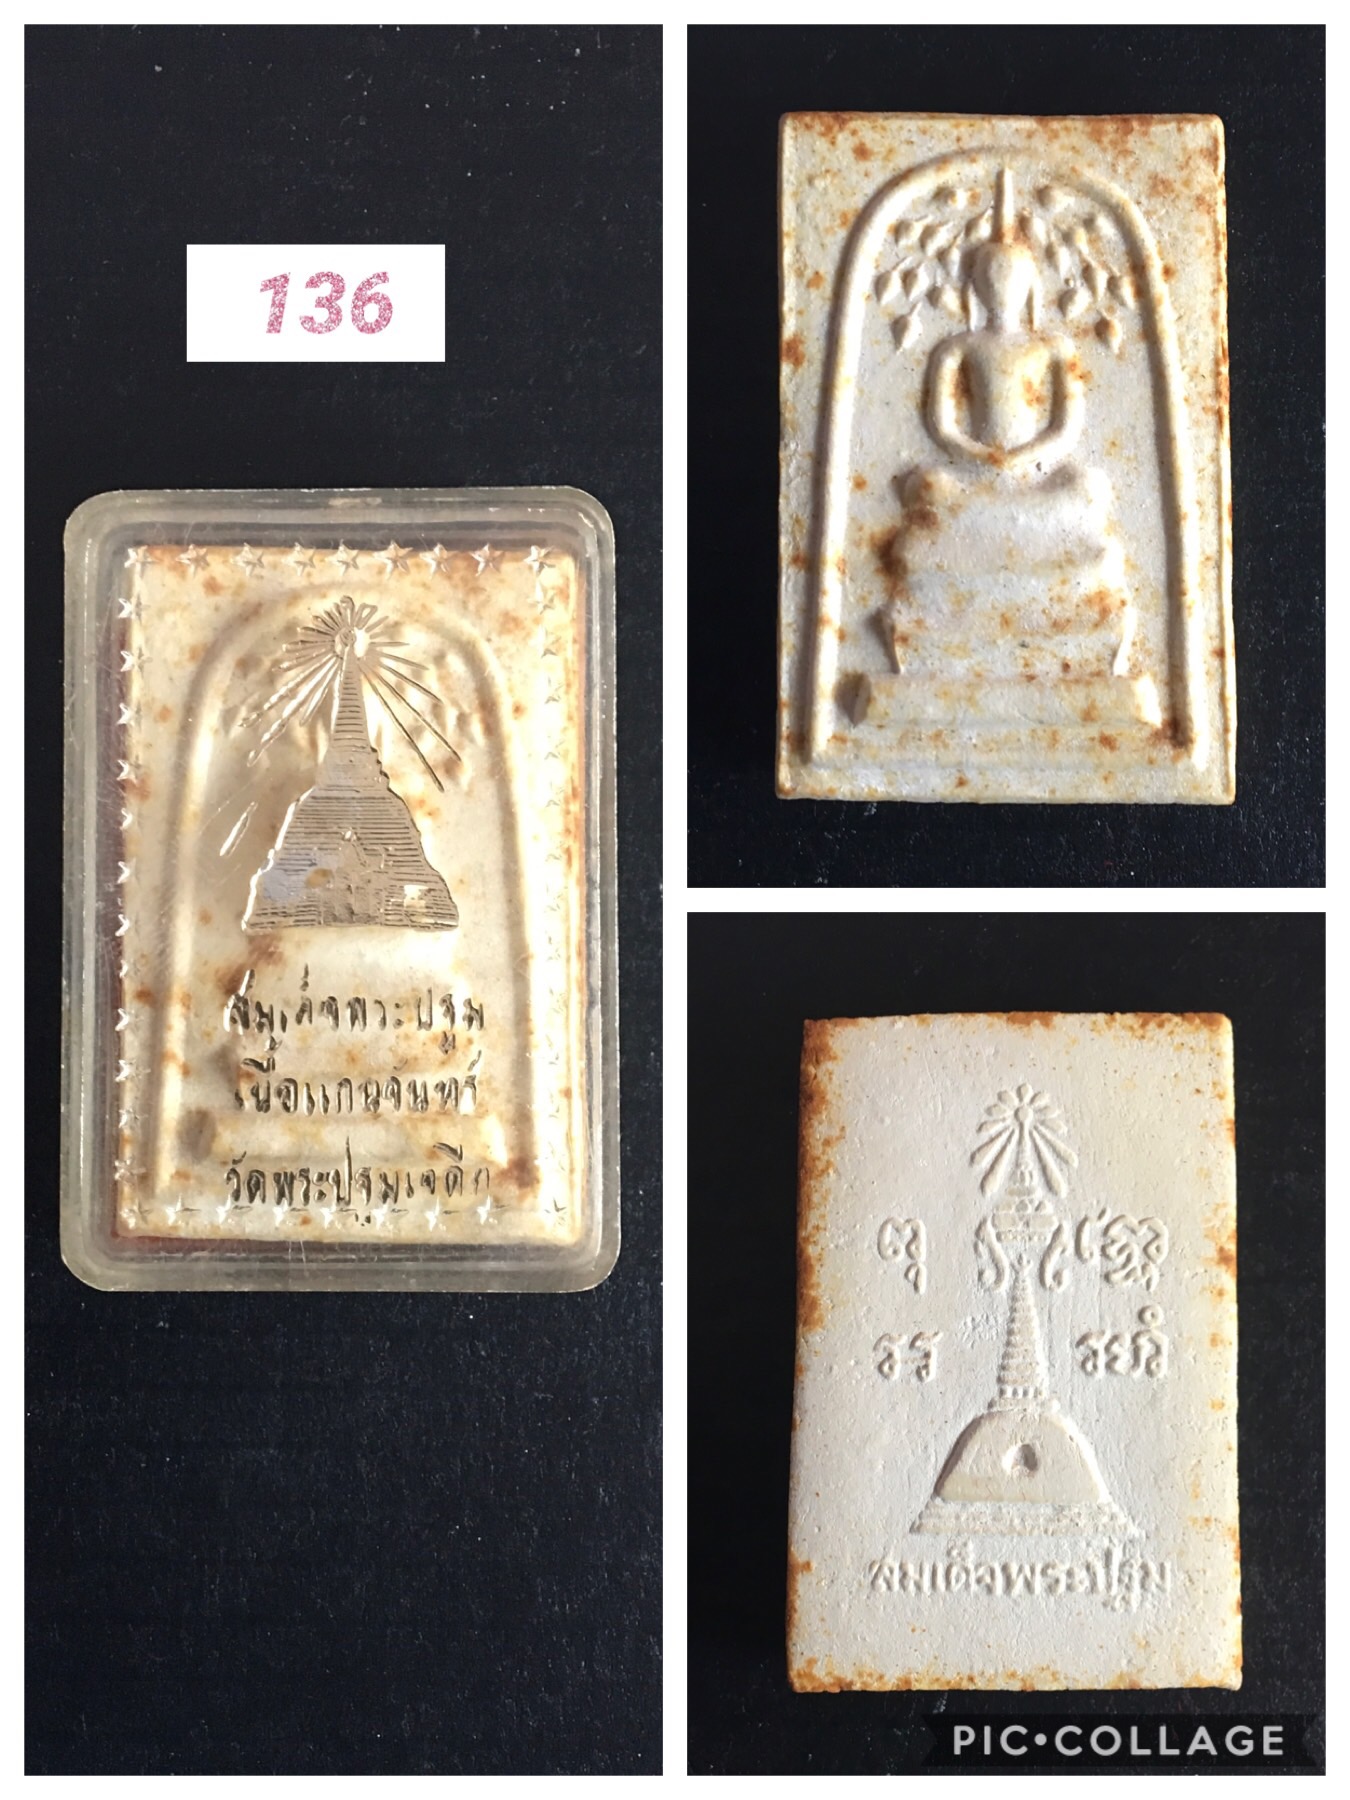 136
สมเด็จพระปฐม
เนื้อแก่นจันทร์
วัดพระปฐมเจดีย์
สมเด็จพระปฐม
PIC•COLLAGE